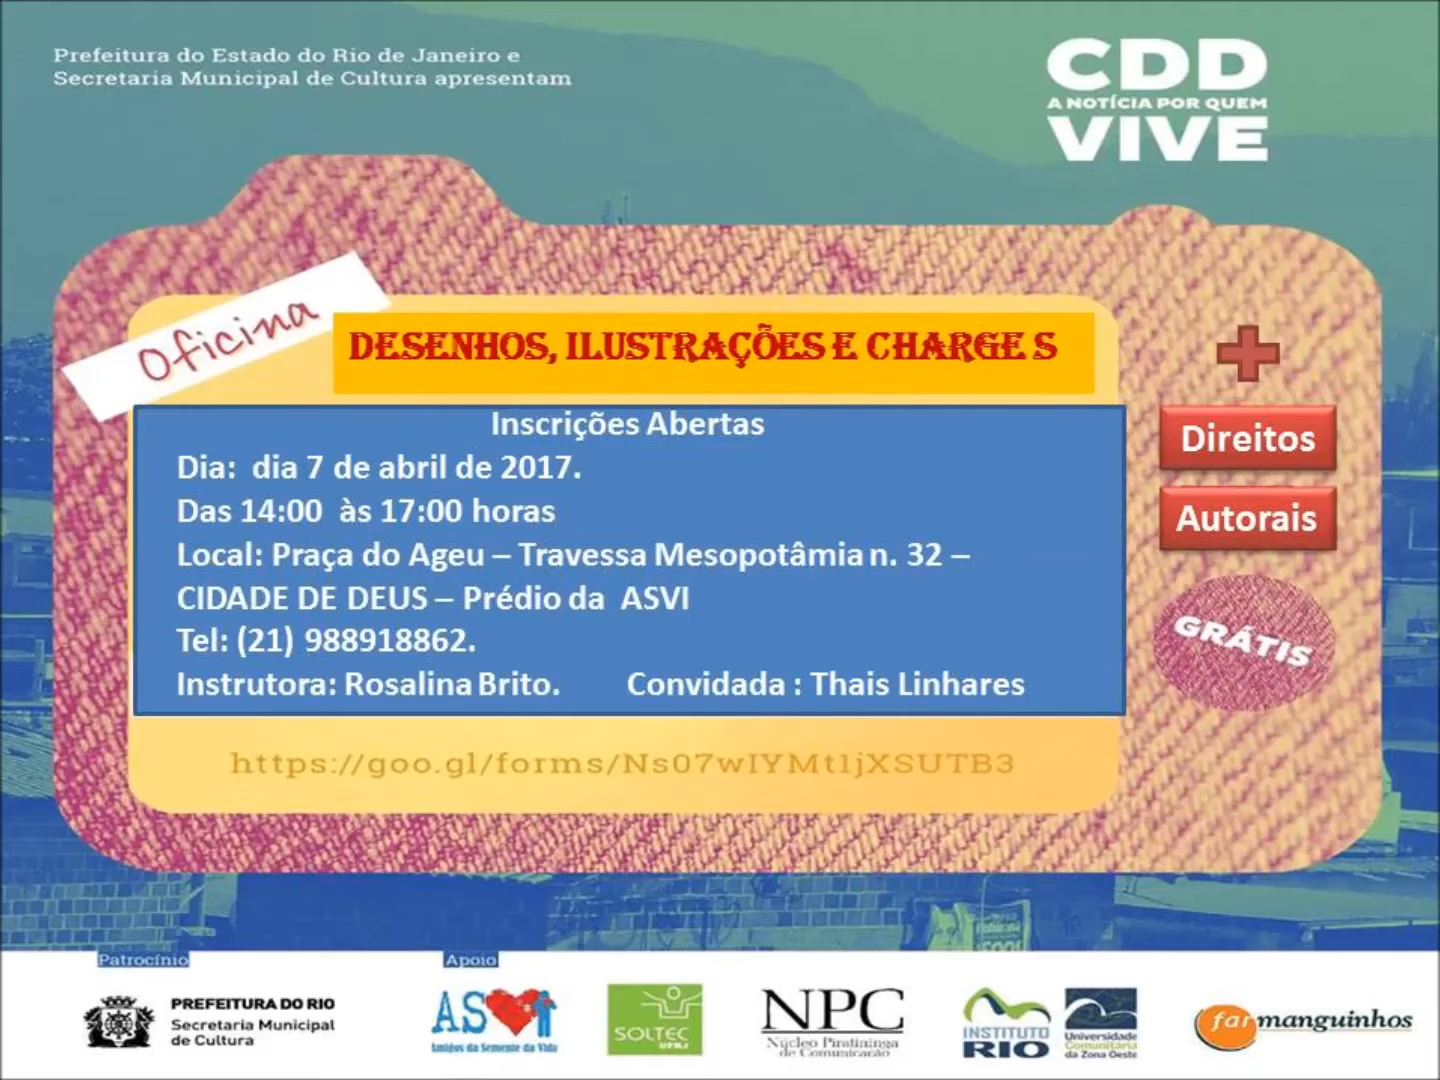 Prefeitura do Estado do Rio de Janeiro e
Secretaria Municipal de Cultura apresentam
CDD
A NOTÍCIA POR QUEM
VIVE
Oficina
DESENHOS, ILUSTRAÇÕES E CHARGE S
Inscrições Abertas
Dia:  dia 7 de abril de 2017.
Das 14:00  às 17:00 horas
Local: Praça do Ageu – Travessa Mesopotâmia n. 32 –
CIDADE DE DEUS – Prédio da  ASVI
Tel: (21) 988918862.
Instrutora: Rosalina Brito.  Convidada : Thais Linhares
https://goo.gl/forms/Ns07wIYMt1jXSUTB3
Direitos
Autorais
GRÁTIS
Patrocínio
Apoio
PREFEITURA DO RIO
Secretaria Municipal
de Cultura
ASVI
Amigos da Semente da Vida
SOLTEC
UFRJ
NPC
Núcleo Piratininga
de Comunicação
INSTITUTO
RIO
Universidade
Comunitária
da Zona Oeste
farmanguinhos